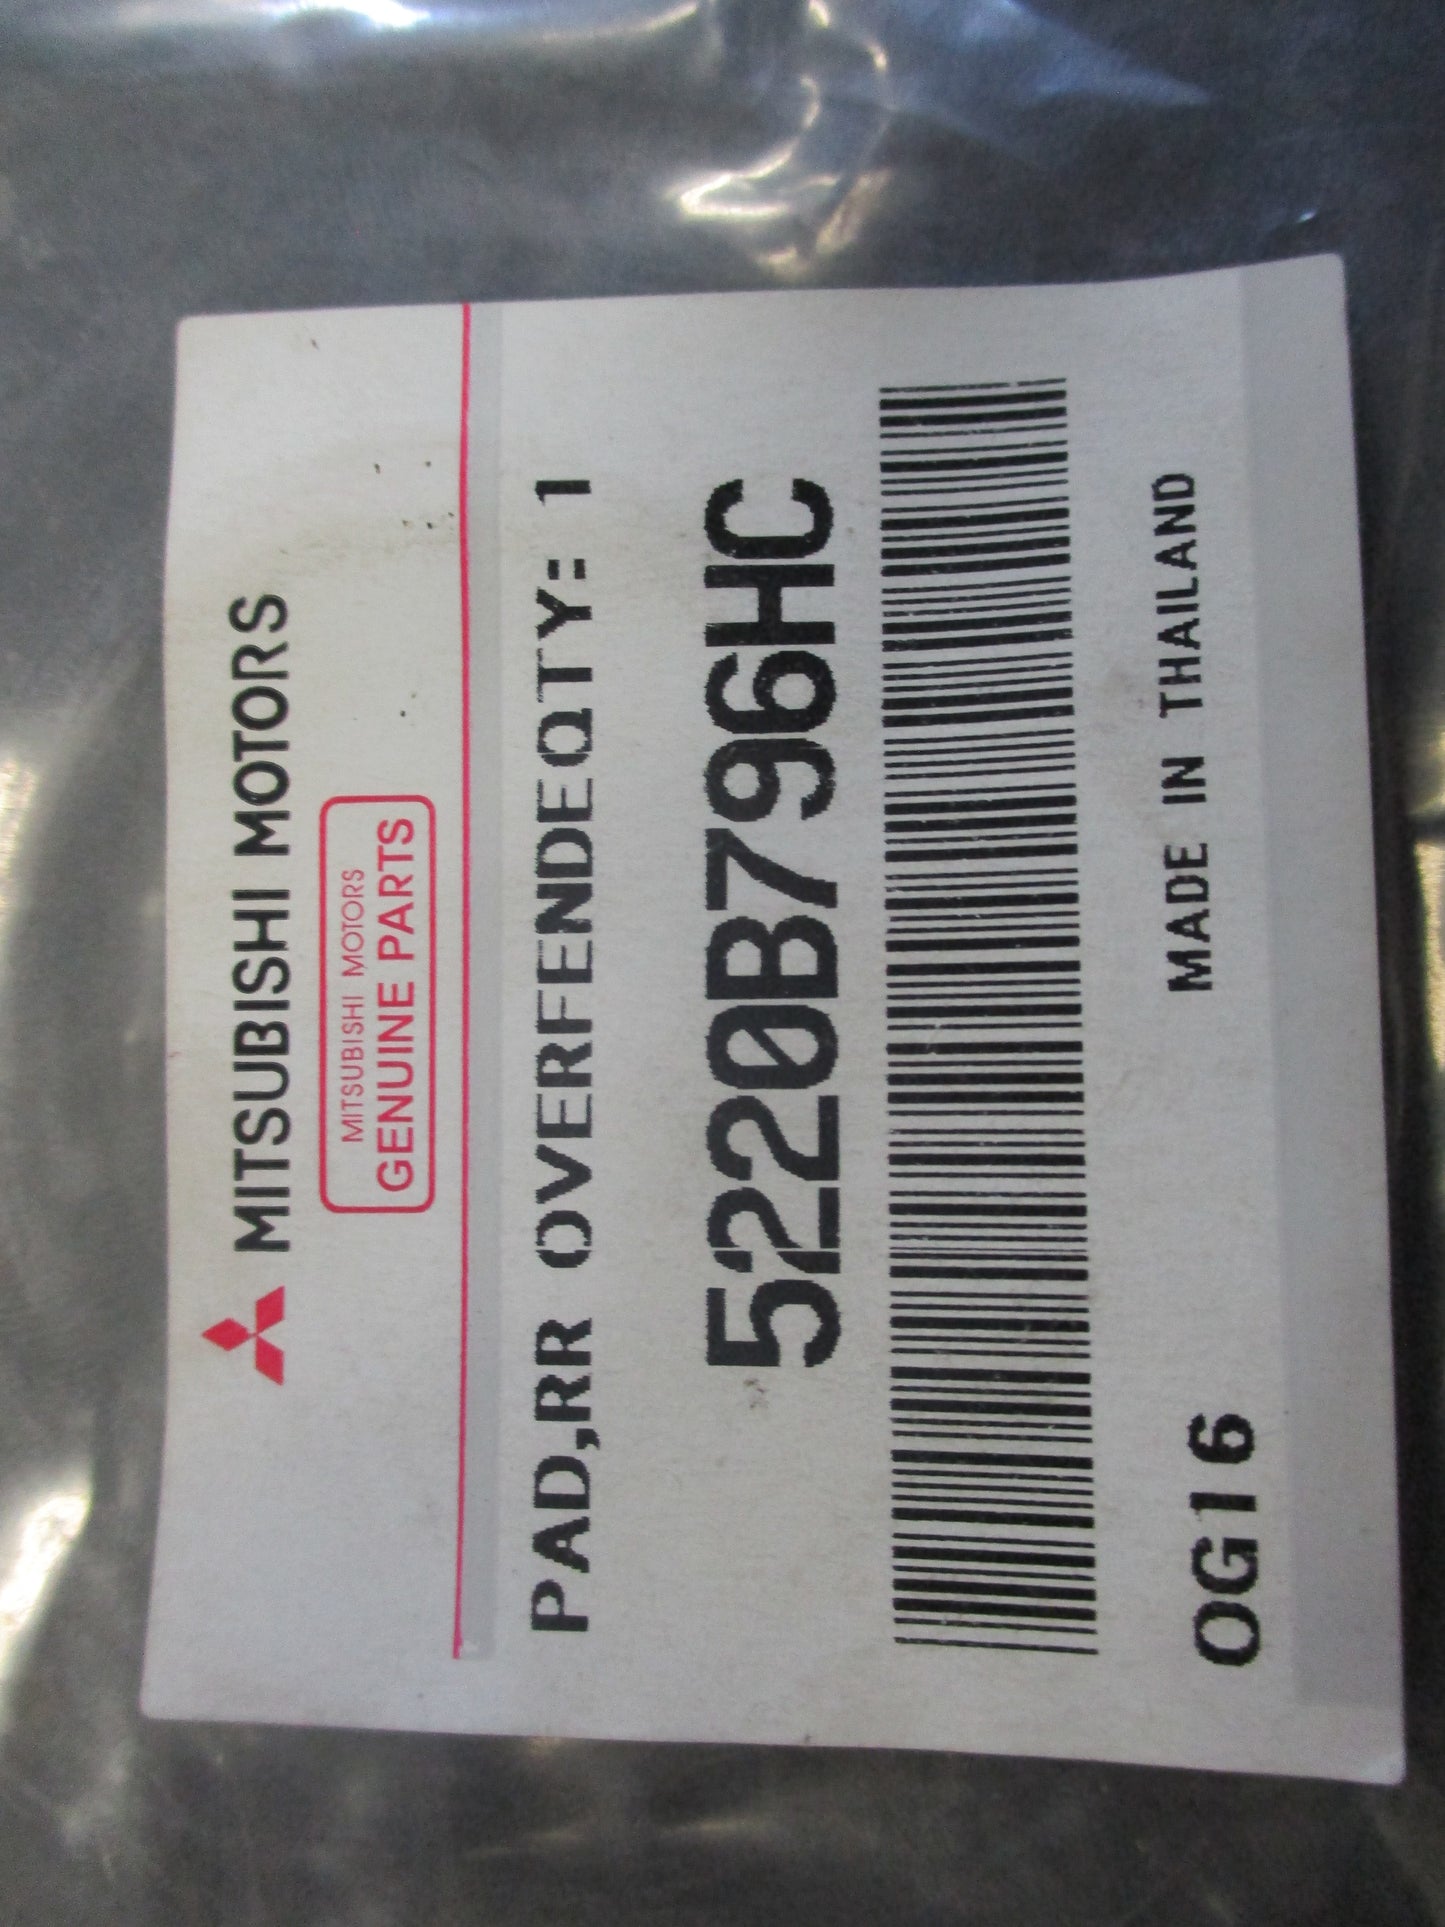 MITSUBISHI MOTORS
MITSUBISHI MOTORS
GENUINE PARTS
PAD,RR OVERFENDEQTY: 1
5220B796HC
MADE IN THAILAND
OG16